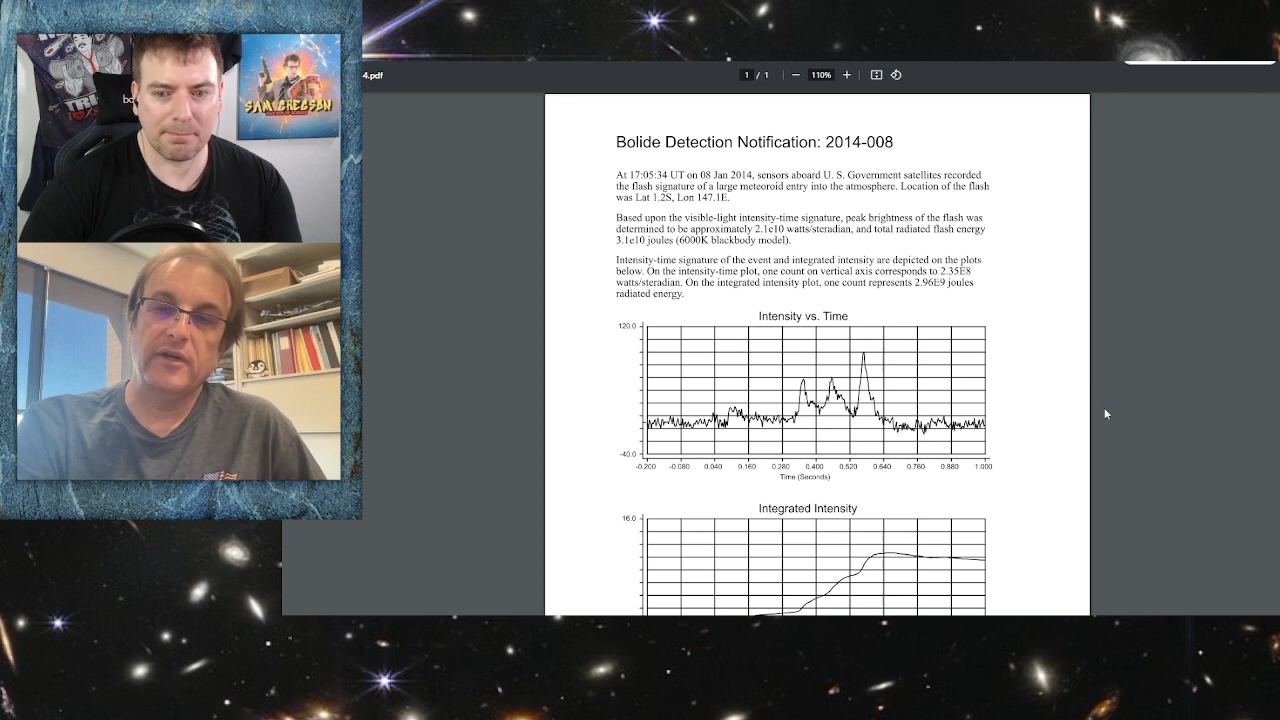 TRI
bo
SAM GREGSON
4.pdf
1 / 1
110%
Bolide Detection Notification: 2014-008
At 17:05:34 UT on 08 Jan 2014, sensors aboard U. S. Government satellites recorded
the flash signature of a large meteoroid entry into the atmosphere. Location of the flash
was Lat 1.2S, Lon 147.1E.
Based upon the visible-light intensity-time signature, peak brightness of the flash was
determined to be approximately 2.1e10 watts/steradian, and total radiated flash energy
3.1e10 joules (6000K blackbody model).
Intensity-time signature of the event and integrated intensity are depicted on the plots
below. On the intensity-time plot, one count on vertical axis corresponds to 2.35E8
watts/steradian. On the integrated intensity plot, one count represents 2.96E9 joules
radiated energy.
Intensity vs. Time
120.0
-40.0
-0.200 -0.080 0.040 0.160 0.280 0.400 0.520 0.640 0.760 0.880 1.000
Time (Seconds)
Integrated Intensity
16.0